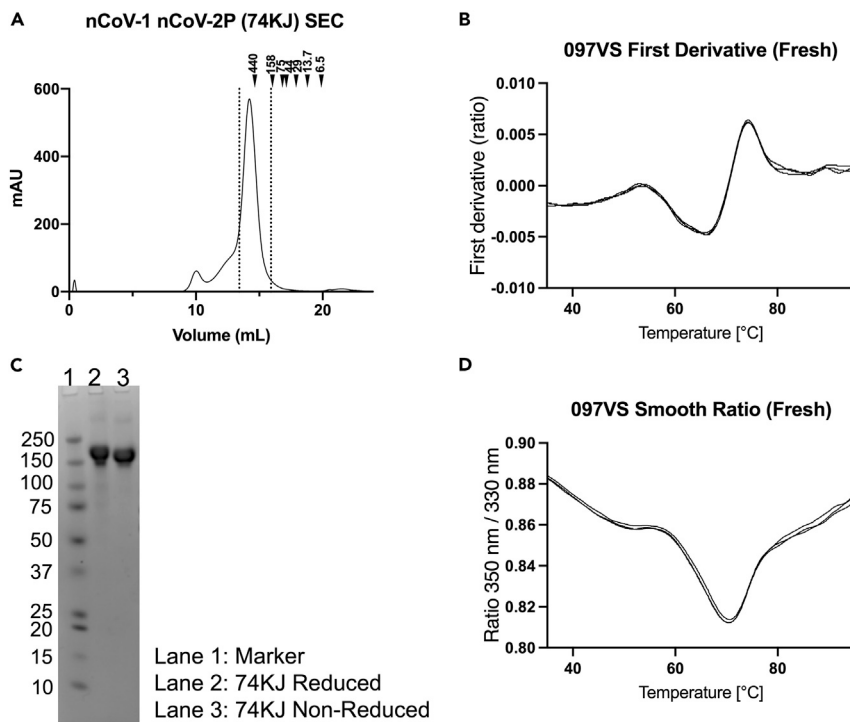 A
nCoV-1 nCoV-2P (74KJ) SEC
440 158 75 44 29 13.7 6.5
600
400
200
0
mAU
0 10 20
Volume (mL)
B
097VS First Derivative (Fresh)
0.010
0.005
0.000
-0.005
-0.010
First derivative (ratio)
40 60 80
Temperature [°C]
C
1 2 3
250
150
100
75
50
37
25
20
15
10
Lane 1: Marker
Lane 2: 74KJ Reduced
Lane 3: 74KJ Non-Reduced
D
097VS Smooth Ratio (Fresh)
0.90
0.88
0.86
0.84
0.82
0.80
Ratio 350 nm / 330 nm
40 60 80
Temperature [°C]